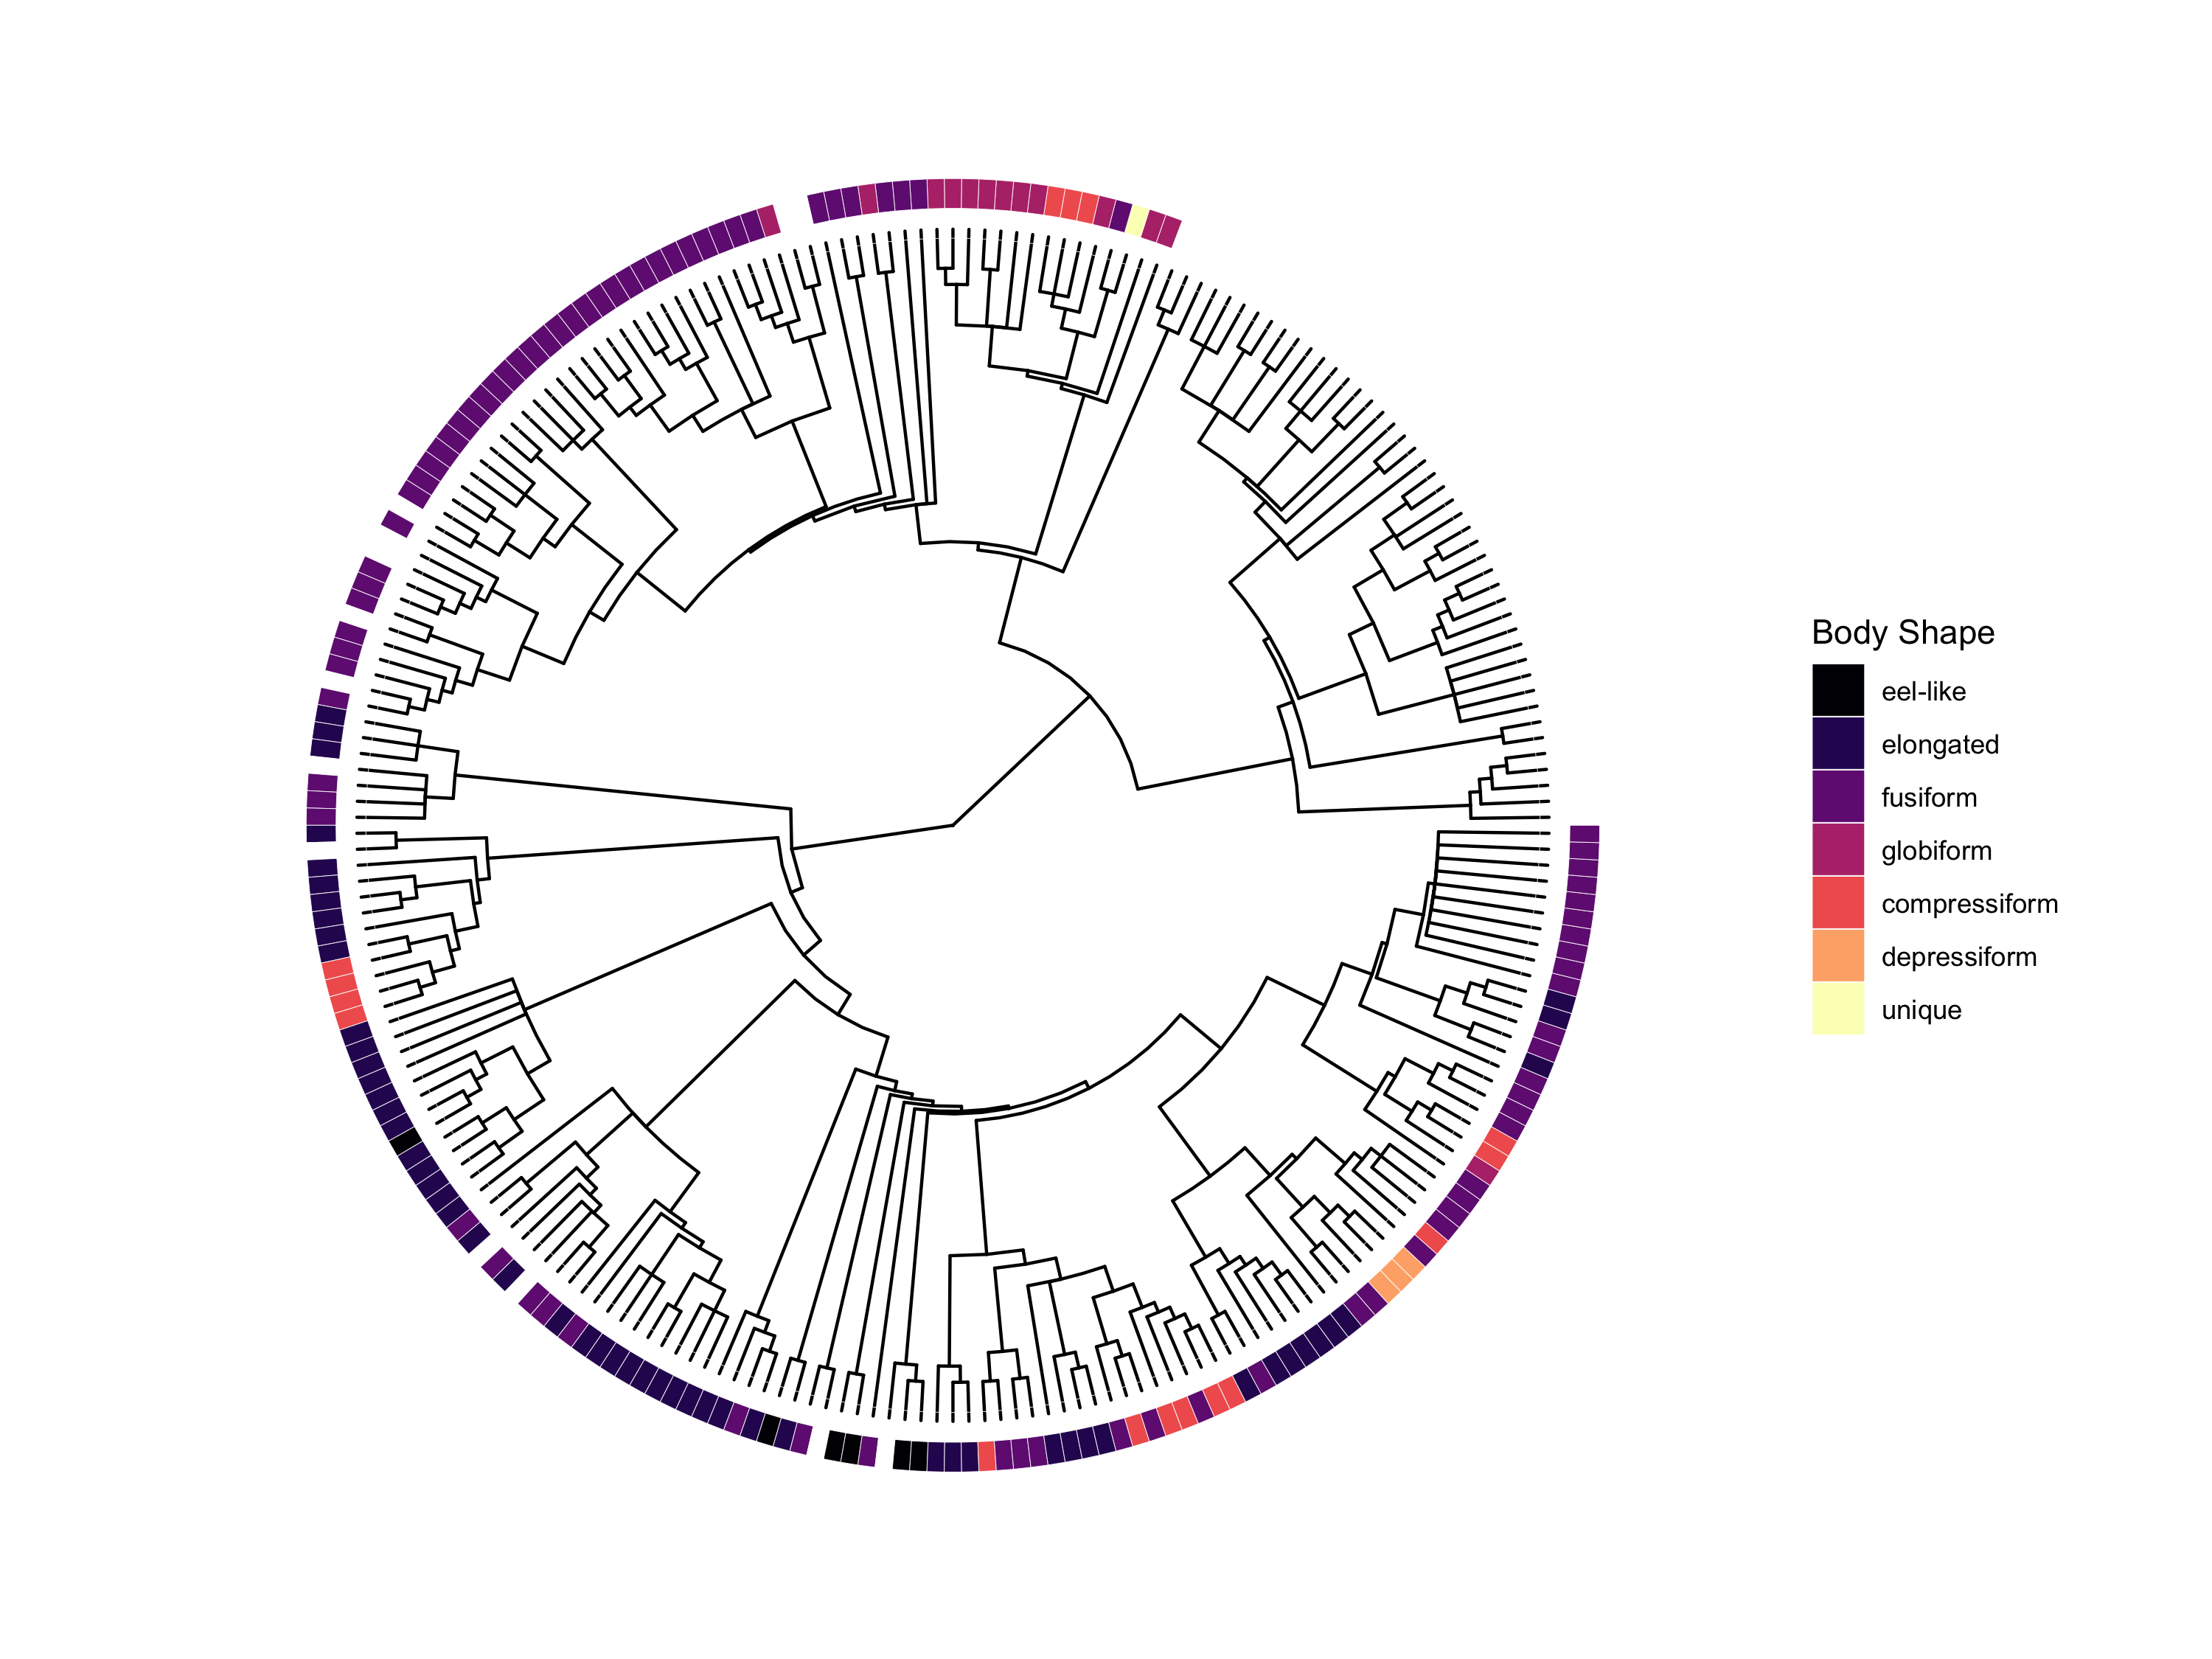 Body Shape
eel-like
elongated
fusiform
globiform
compressiform
depressiform
unique